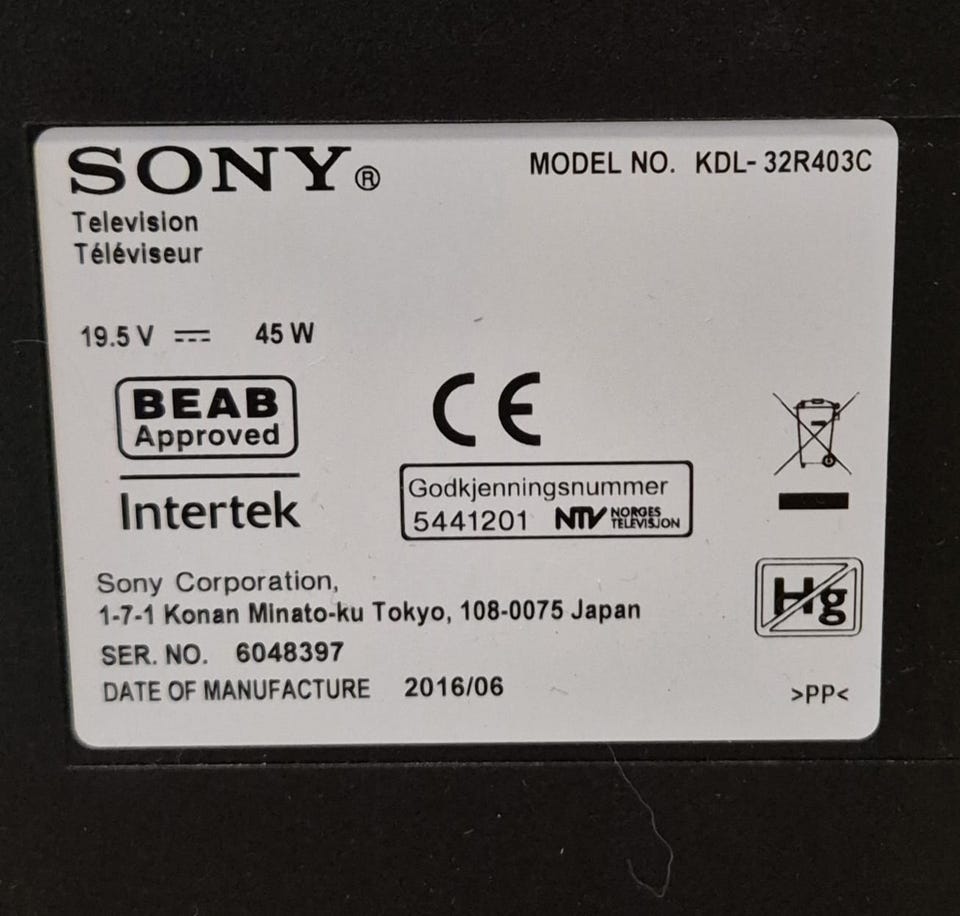 SONY®
MODEL NO. KDL-32R403C
Television
Téléviseur
19.5 V 45 W
BEAB
Approved
Intertek
CE
Godkjenningsnummer
5441201 NTV NORGES
TELEVISJON
Hg
Sony Corporation,
1-7-1 Konan Minato-ku Tokyo, 108-0075 Japan
SER. NO. 6048397
DATE OF MANUFACTURE 2016/06
>PP<